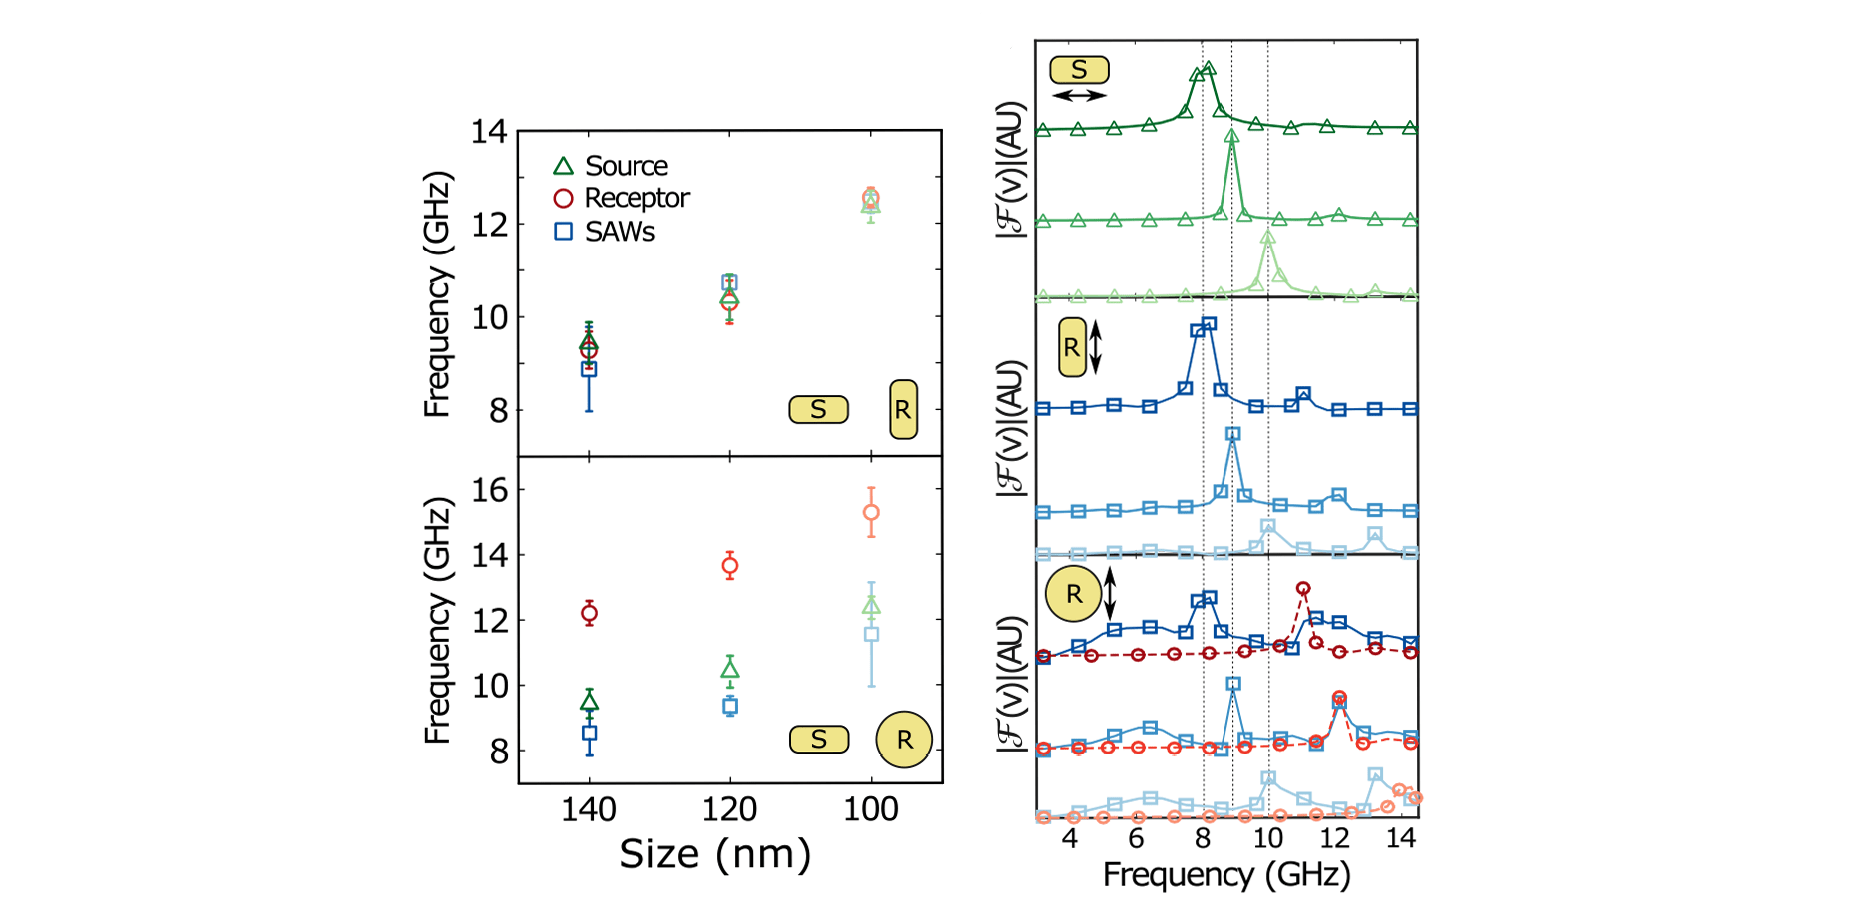 14
12
10
8
Frequency (GHz)
Source
Receptor
SAWs
S
R
16
14
12
10
8
Frequency (GHz)
S
R
140
120
100
Size (nm)
S
|ℱ(ν)|(AU)
R
|ℱ(ν)|(AU)
R
|ℱ(ν)|(AU)
4
6
8
10
12
14
Frequency (GHz)